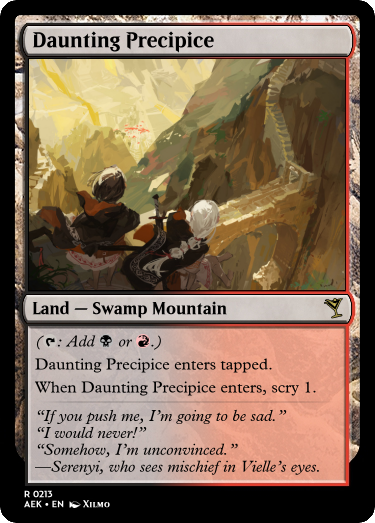 Daunting Precipice
Land — Swamp Mountain
(T: Add B or R.)
Daunting Precipice enters tapped.
When Daunting Precipice enters, scry 1.
“If you push me, I’m going to be sad.”
“I would never!”
“Somehow, I’m unconvinced.”
—Serenyi, who sees mischief in Vielle’s eyes.
R 0213
AEK • EN Xilmo